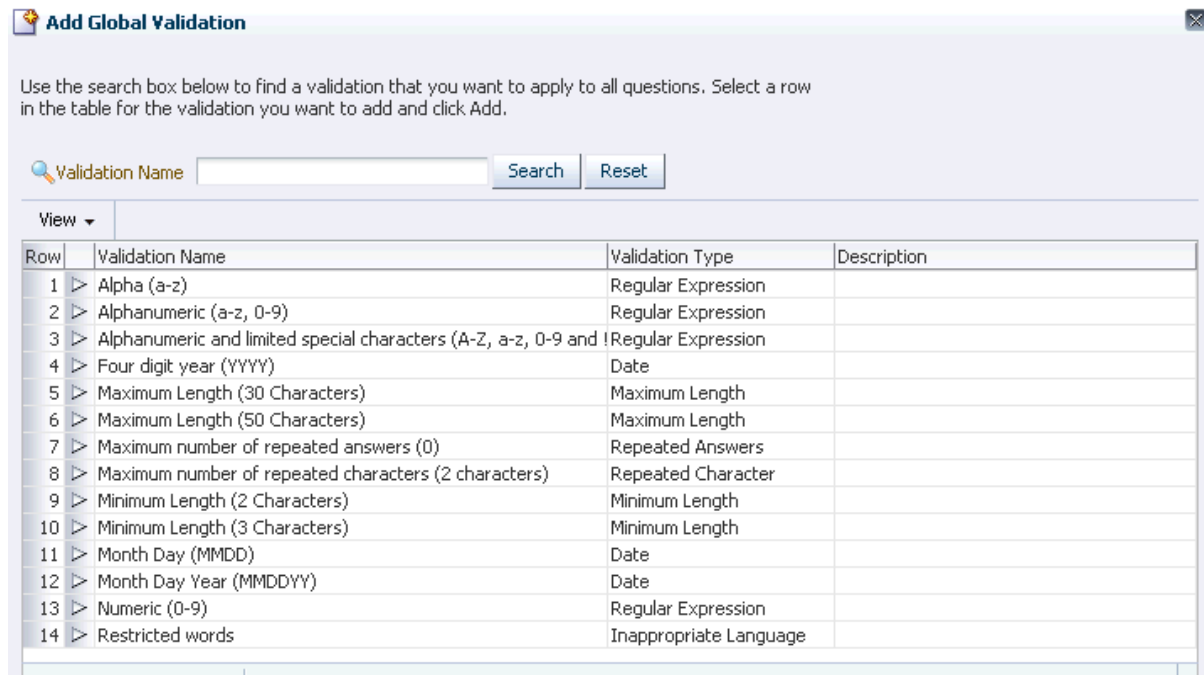 Add Global Validation
Use the search box below to find a validation that you want to apply to all questions. Select a row
in the table for the validation you want to add and click Add.
Validation Name Search Reset
View
Row Validation Name Validation Type Description
1 Alpha (a-z) Regular Expression
2 Alphanumeric (a-z, 0-9) Regular Expression
3 Alphanumeric and limited special characters (A-Z, a-z, 0-9 and ! Regular Expression
4 Four digit year (YYYY) Date
5 Maximum Length (30 Characters) Maximum Length
6 Maximum Length (50 Characters) Maximum Length
7 Maximum number of repeated answers (0) Repeated Answers
8 Maximum number of repeated characters (2 characters) Repeated Character
9 Minimum Length (2 Characters) Minimum Length
10 Minimum Length (3 Characters) Minimum Length
11 Month Day (MMDD) Date
12 Month Day Year (MMDDYY) Date
13 Numeric (0-9) Regular Expression
14 Restricted words Inappropriate Language